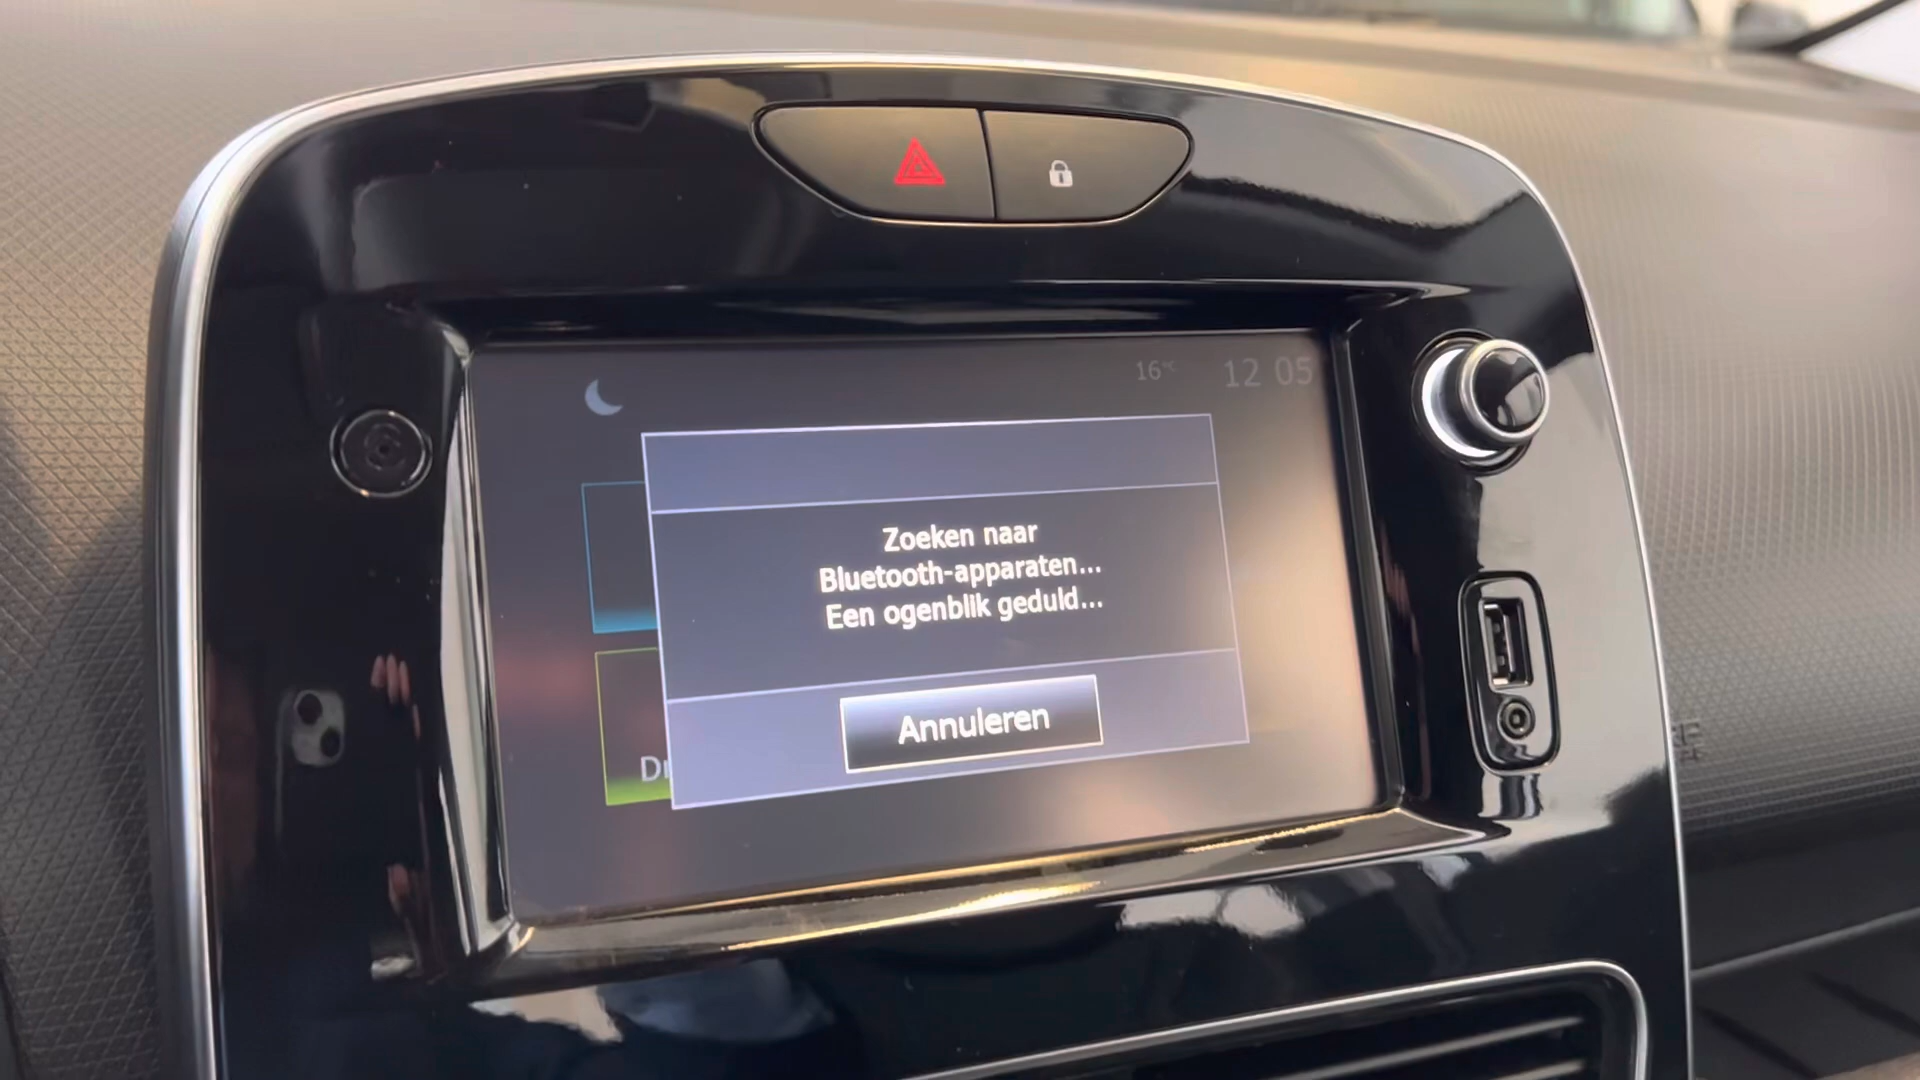 16°C 12 05
Zoeken naar
Bluetooth-apparaten...
Een ogenblik geduld...
Annuleren